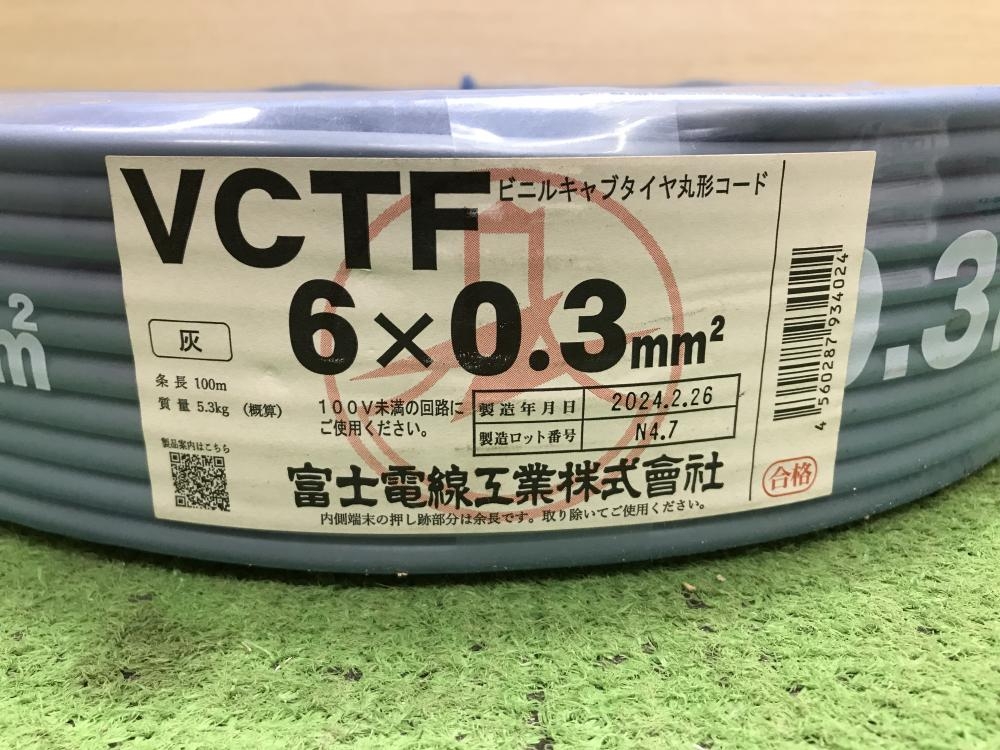 VCTF ビニルキャブタイヤ丸形コード
6×0.3mm²
灰
条長 100m
質量 5.3kg (概算)
100V未満の回路に
ご使用ください。
製造年月日 2024.2.26
製造ロット番号 N4.7
製品案内はこちら
富士電線工業株式會社
内側端末の押し跡部分は余長です。取り除いてご使用ください。
4560287934024
合格
m²
0.3